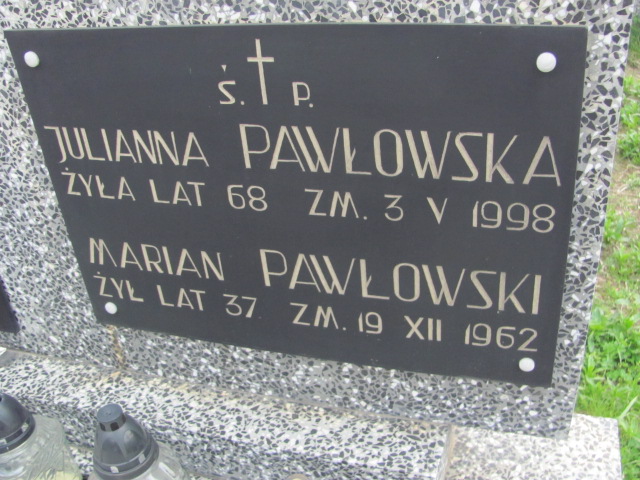 Ś. P.
JULIANNA PAWŁOWSKA
ŻYŁA LAT 68 ZM. 3 V 1998
MARIAN PAWŁOWSKI
ŻYŁ LAT 37 ZM. 19 XII 1962